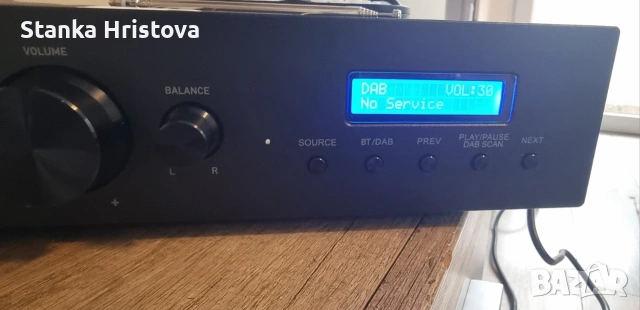 Stanka Hristova
VOLUME
BALANCE
L R
+
DAB VOL:30
No Service
SOURCE BT/DAB PREV PLAY/PAUSE DAB SCAN NEXT
BAZAR